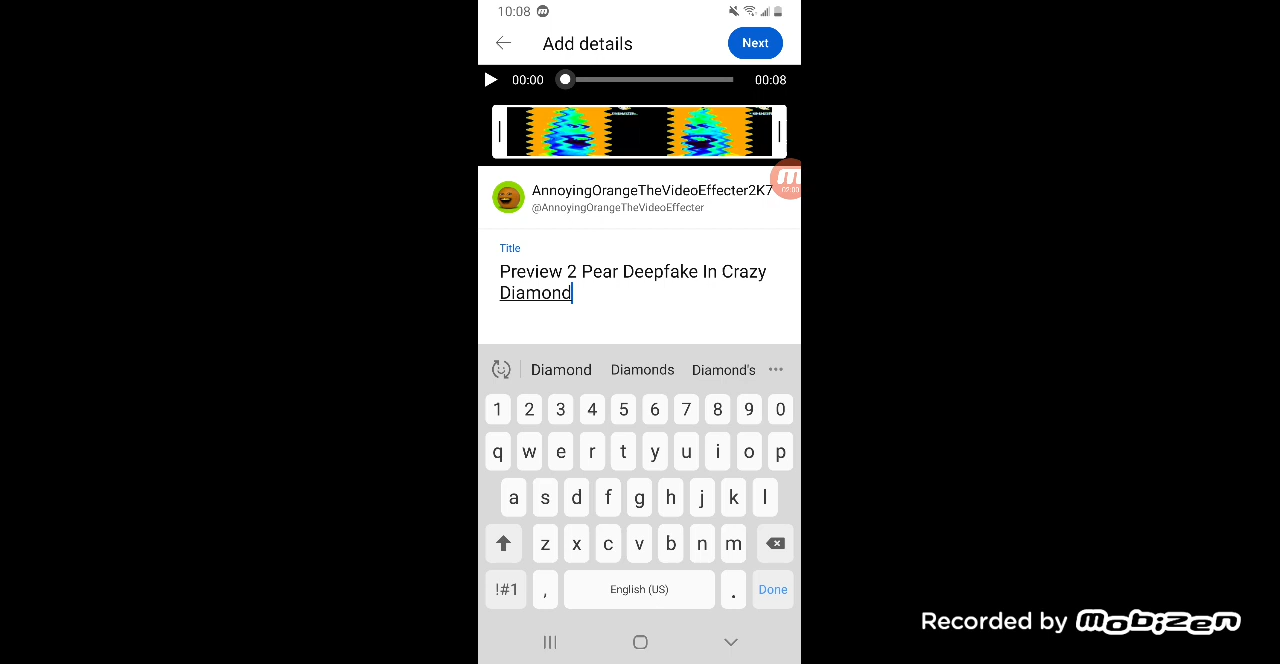 10:08
Add details
Next
00:00
00:08
AnnoyingOrangeTheVideoEffecter2K7
@AnnoyingOrangeTheVideoEffecter
02:00
Title
Preview 2 Pear Deepfake In Crazy
Diamond
Diamond Diamonds Diamond's
1 2 3 4 5 6 7 8 9 0
q w e r t y u i o p
a s d f g h j k l
z x c v b n m
!#1 , English (US) . Done
Recorded by mobizen